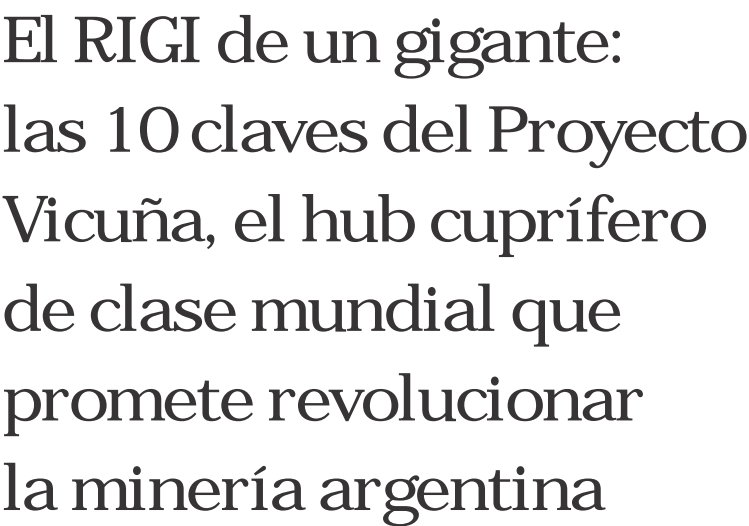 El RIGI de un gigante:
las 10 claves del Proyecto
Vicuña, el hub cuprífero
de clase mundial que
promete revolucionar
la minería argentina